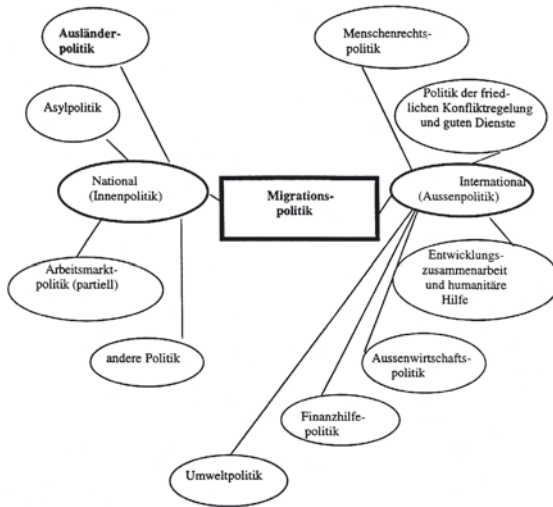 Ausländer-
politik
Asylpolitik
National
(Innenpolitik)
Arbeitsmarkt-
politik (partiell)
andere Politik
Migrations-
politik
Menschenrechts-
politik
Politik der fried-
lichen Konfliktregelung
und guten Dienste
International
(Aussenpolitik)
Entwicklungs-
zusammenarbeit
und humanitäre
Hilfe
Aussenwirtschafts-
politik
Finanzhilfe-
politik
Umweltpolitik